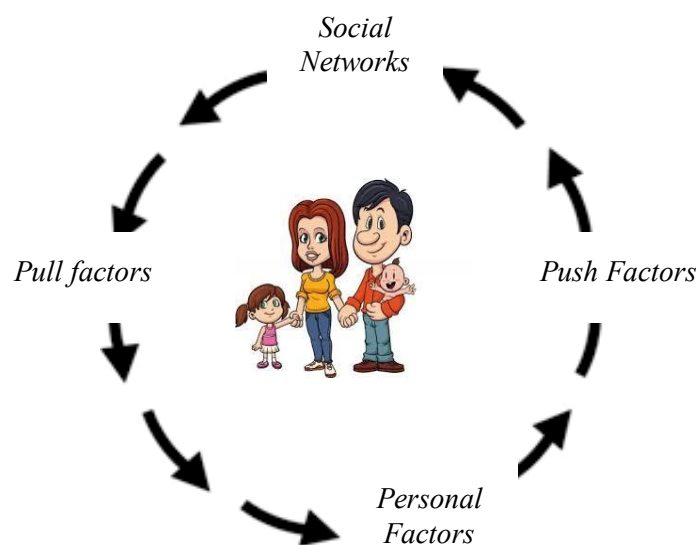 Social
Networks
Pull factors
Push Factors
Personal
Factors